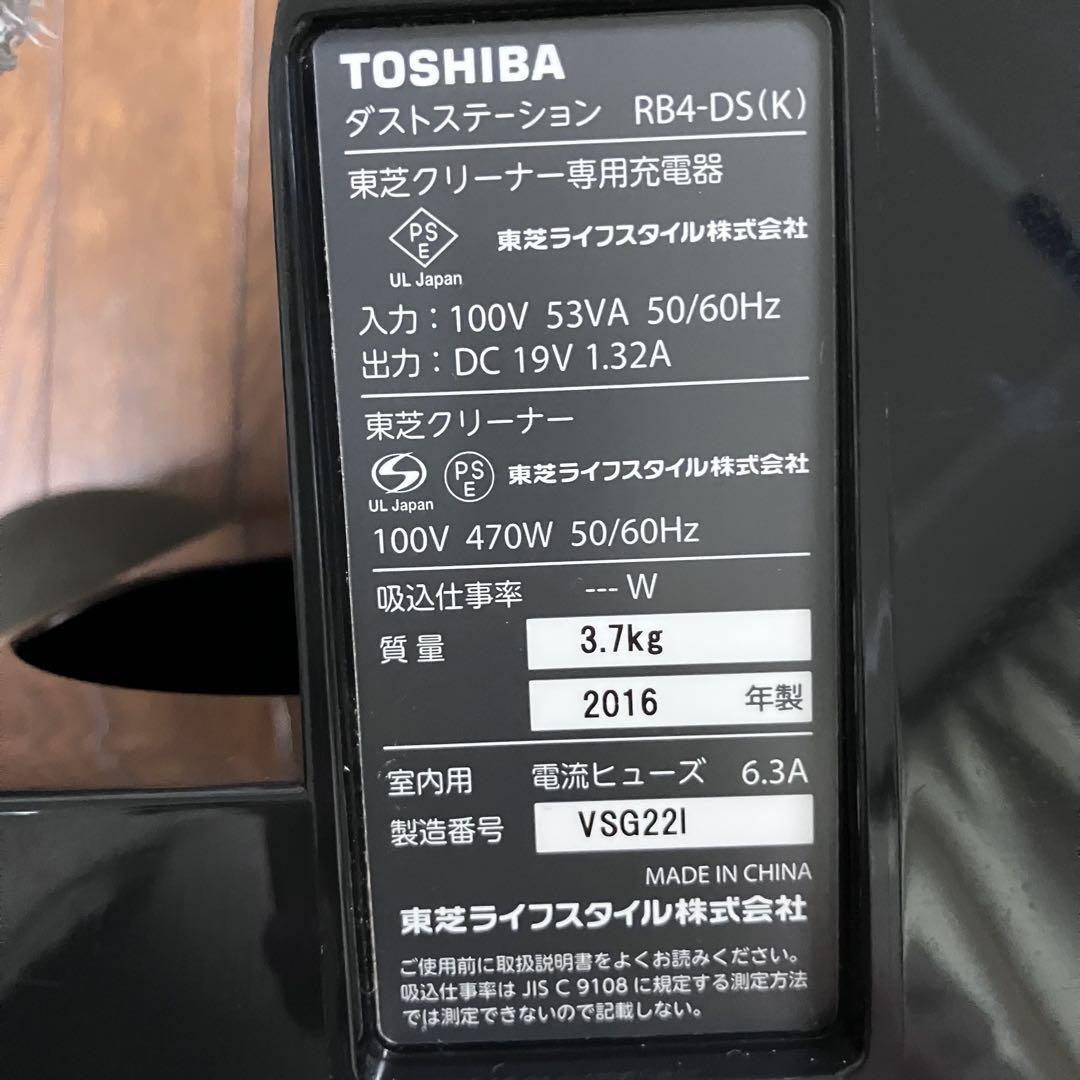 TOSHIBA
ダストステーション RB4-DS(K)
東芝クリーナー専用充電器
PS
E
UL Japan
東芝ライフスタイル株式会社
入力：100V 53VA 50/60Hz
出力：DC 19V 1.32A
東芝クリーナー
UL Japan
PS
E
東芝ライフスタイル株式会社
100V 470W 50/60Hz
吸込仕事率 --- W
質量 3.7kg
2016 年製
室内用 電流ヒューズ 6.3A
製造番号 VSG22I
MADE IN CHINA
東芝ライフスタイル株式会社
ご使用前に取扱説明書をよくお読みください。
吸込仕事率は JIS C 9108 に規定する測定方法
では測定できないので記載しない。